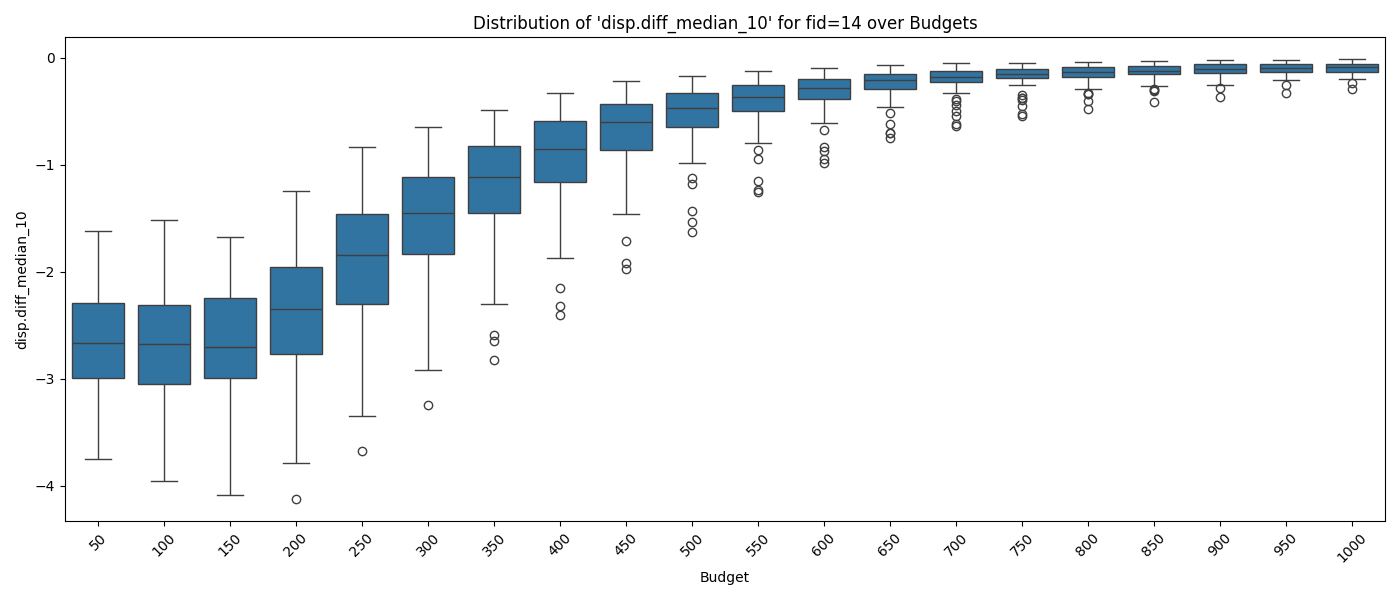 Distribution of 'disp.diff_median_10' for fid=14 over Budgets
disp.diff_median_10
0
−1
−2
−3
−4
50 100 150 200 250 300 350 400 450 500 550 600 650 700 750 800 850 900 950 1000
Budget